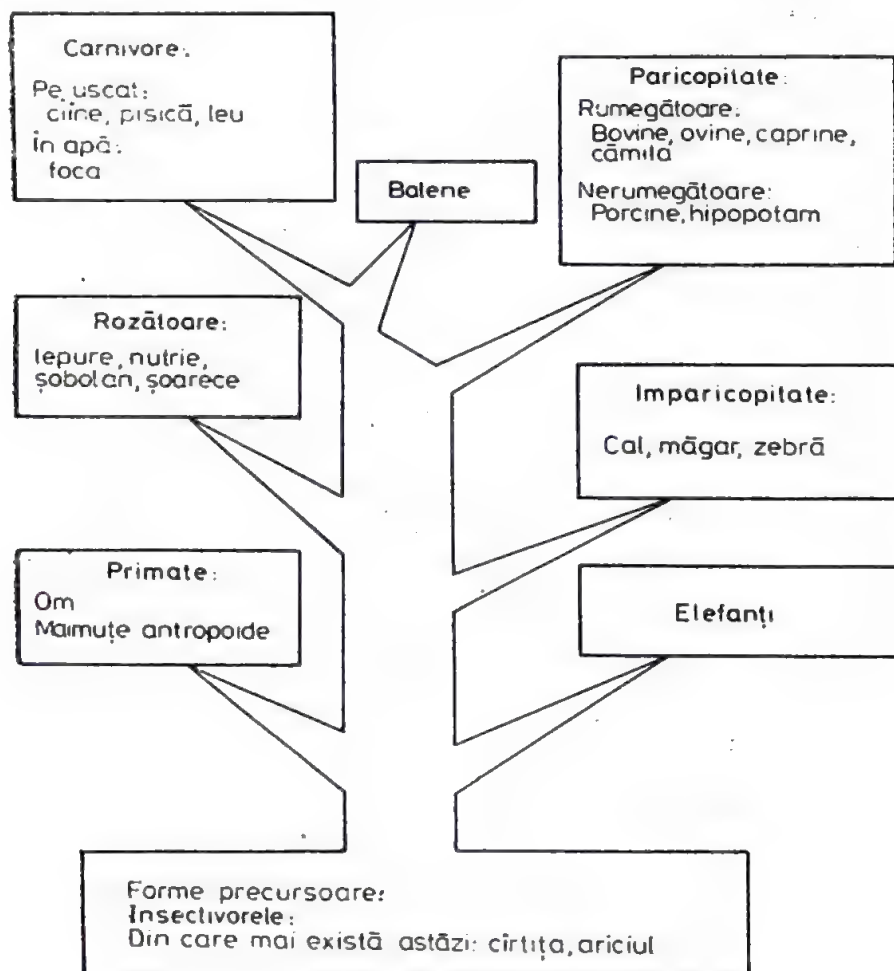 Carnivore:
Pe uscat:
cîine, pisică, leu
În apă:
foca
Paricopitate:
Rumegătoare:
Bovine, ovine, caprine,
cămila
Nerumegătoare:
Porcine, hipopotam
Balene
Rozătoare:
Iepure, nutrie,
șobolan, șoarece
Imparicopitate:
Cal, măgar, zebră
Primate:
Om
Maimuțe antropoide
Elefanți
Forme precursoare:
Insectivorele:
Din care mai există astăzi: cîrtița, ariciul